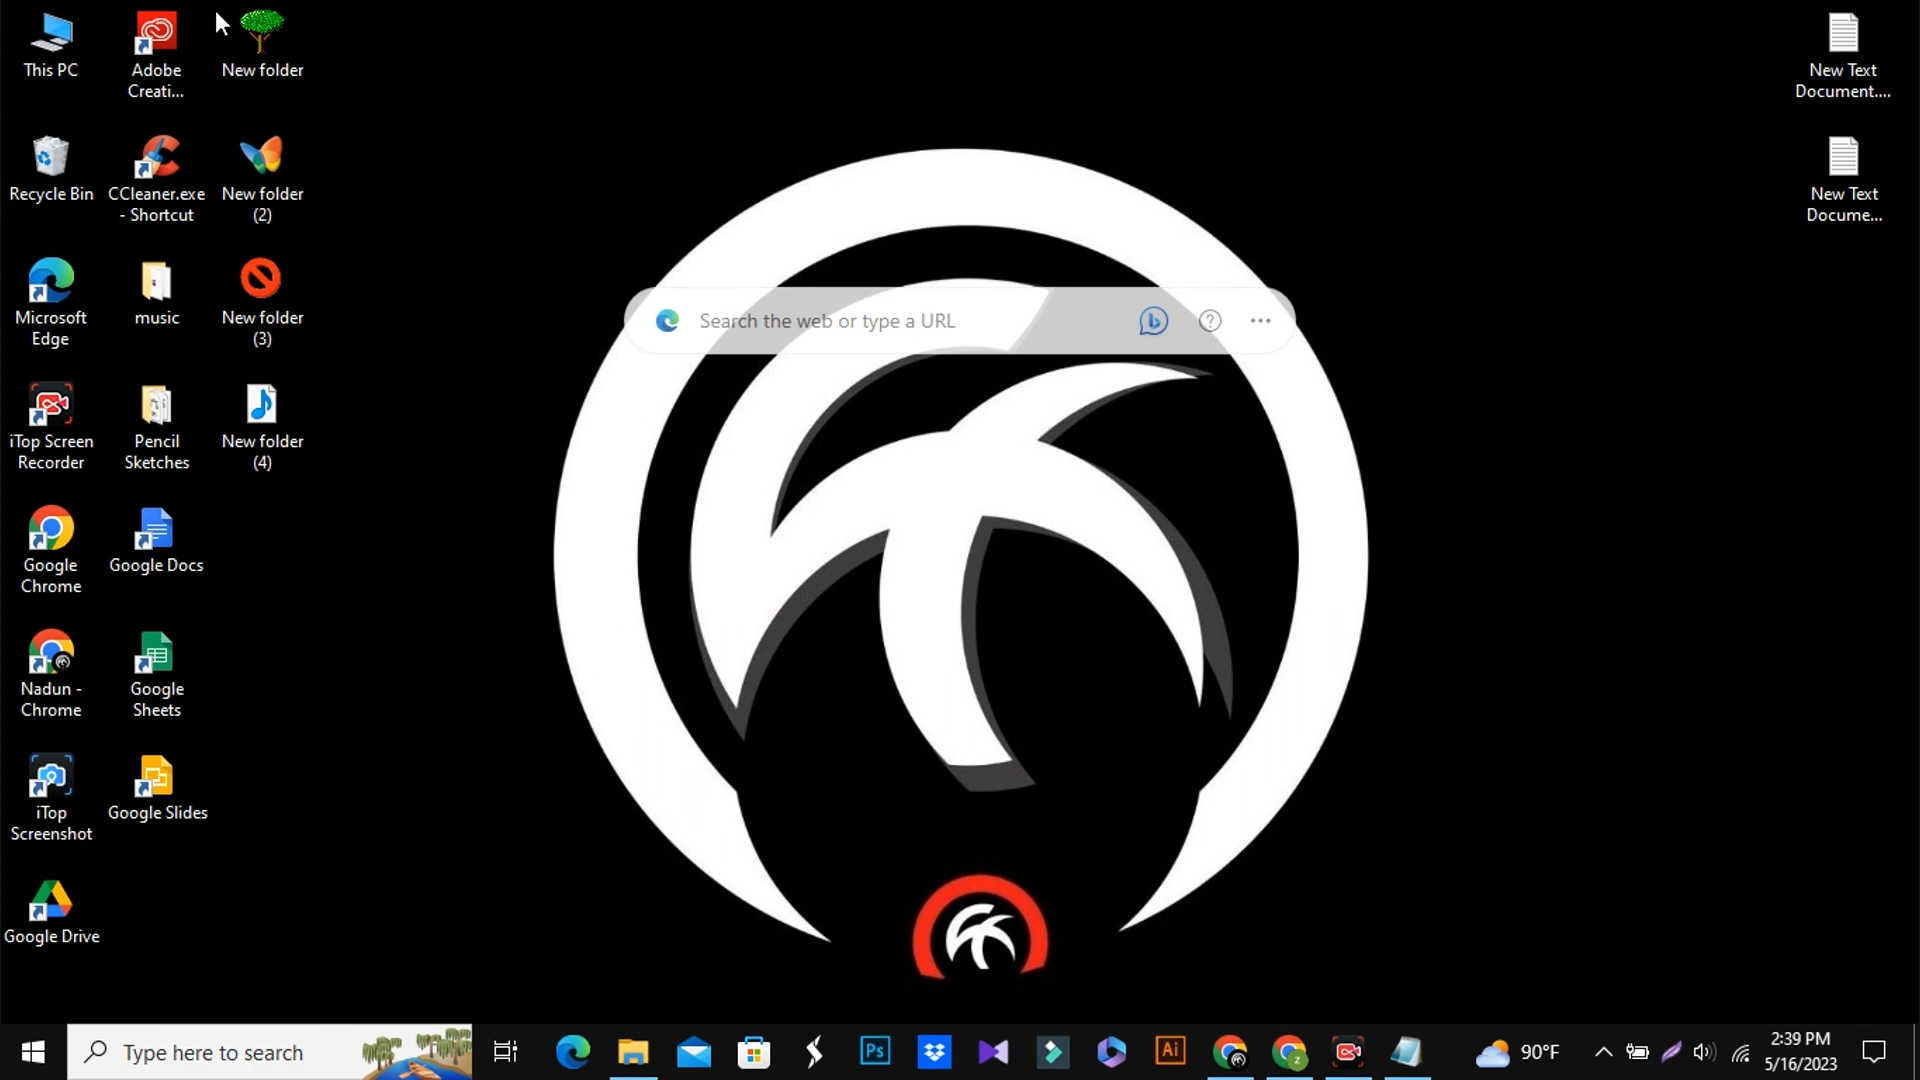 This PC
Adobe
Creati...
New folder
Recycle Bin
CCleaner.exe
- Shortcut
New folder
(2)
Microsoft
Edge
music
New folder
(3)
iTop Screen
Recorder
Pencil
Sketches
New folder
(4)
Google
Chrome
Google Docs
Nadun -
Chrome
Google
Sheets
iTop
Screenshot
Google Slides
Google Drive
Search the web or type a URL
New Text
Document....
New Text
Docume...
Type here to search
Ps
Ai
z
90°F
2:39 PM
5/16/2023